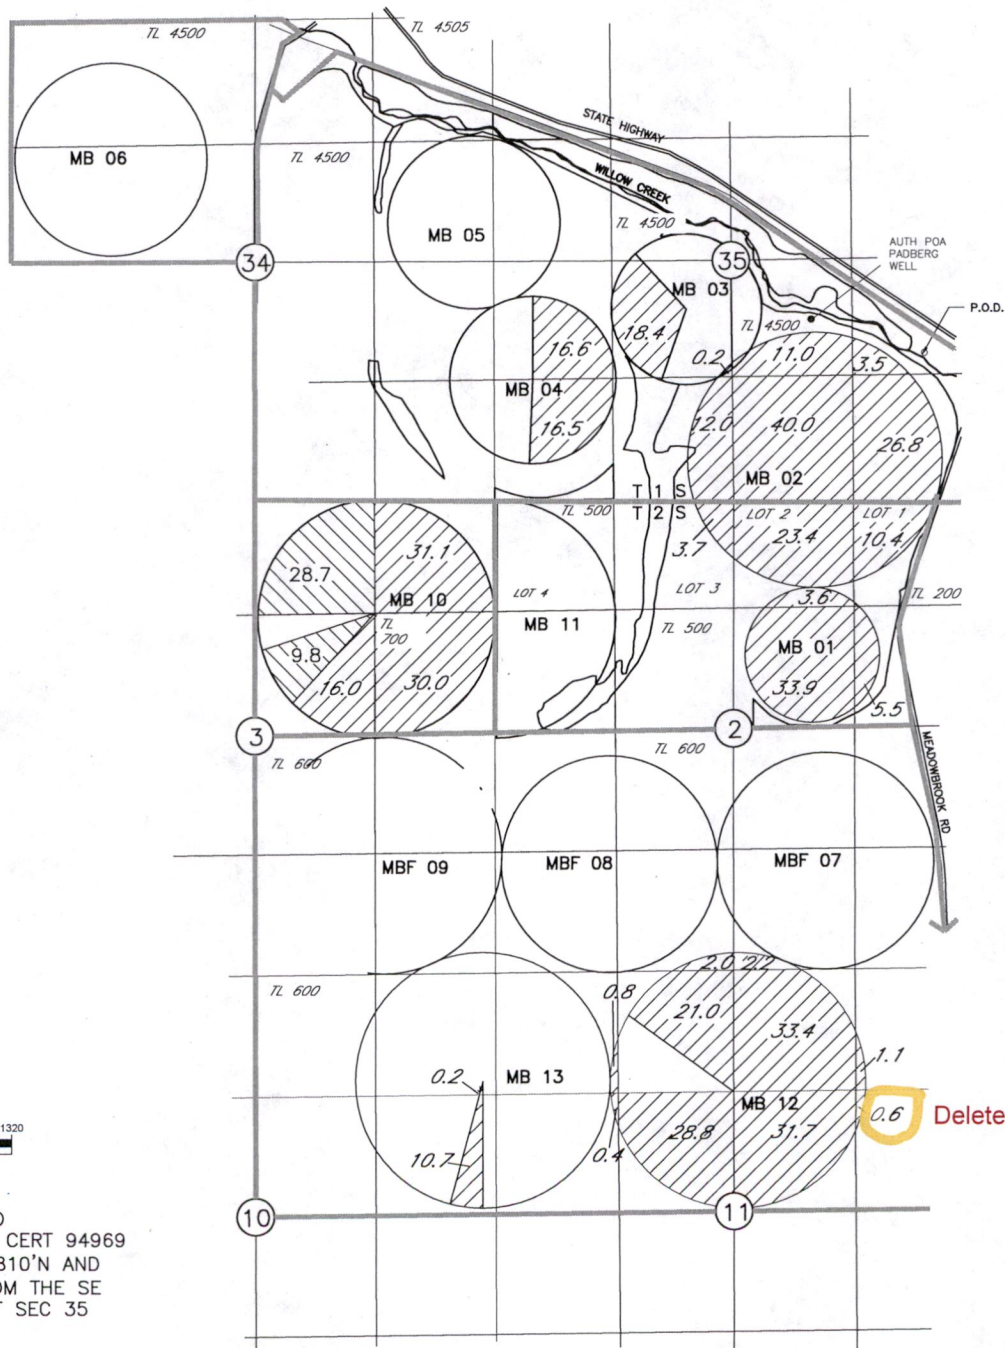 TL 4500
TL 4505
STATE HIGHWAY
MB 06
TL 4500
WILLOW CREEK
TL 4500
MB 05
AUTH POA
PADBERG
WELL
34
35
MB 03
P.O.D.
18.4
TL 4500
16.6
0.2
11.0
3.5
MB 04
16.5
12.0
40.0
26.8
MB 02
T 1 S
T 2 S
TL 500
LOT 2
LOT 1
31.1
3.7
23.4
10.4
28.7
MB 10
LOT 4
LOT 3
3.6
TL 200
TL
700
MB 11
TL 500
MB 01
9.8
16.0
30.0
33.9
5.5
3
2
TL 600
TL 600
MEADOWBROOK RD
MBF 09
MBF 08
MBF 07
2.0
2.2
TL 600
0.8
21.0
33.4
1.1
0.2
MB 13
MB 12
0.6
Delete
1320
28.8
31.7
10.7
0.4
10
11
CERT 94969
310'N AND
OM THE SE
SEC 35